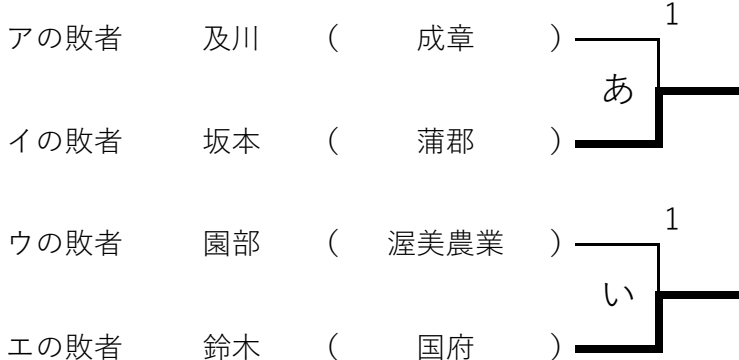 1
アの敗者 及川 ( 成章 )
あ
イの敗者 坂本 ( 蒲郡 )
1
ウの敗者 園部 ( 渥美農業 )
い
エの敗者 鈴木 ( 国府 )